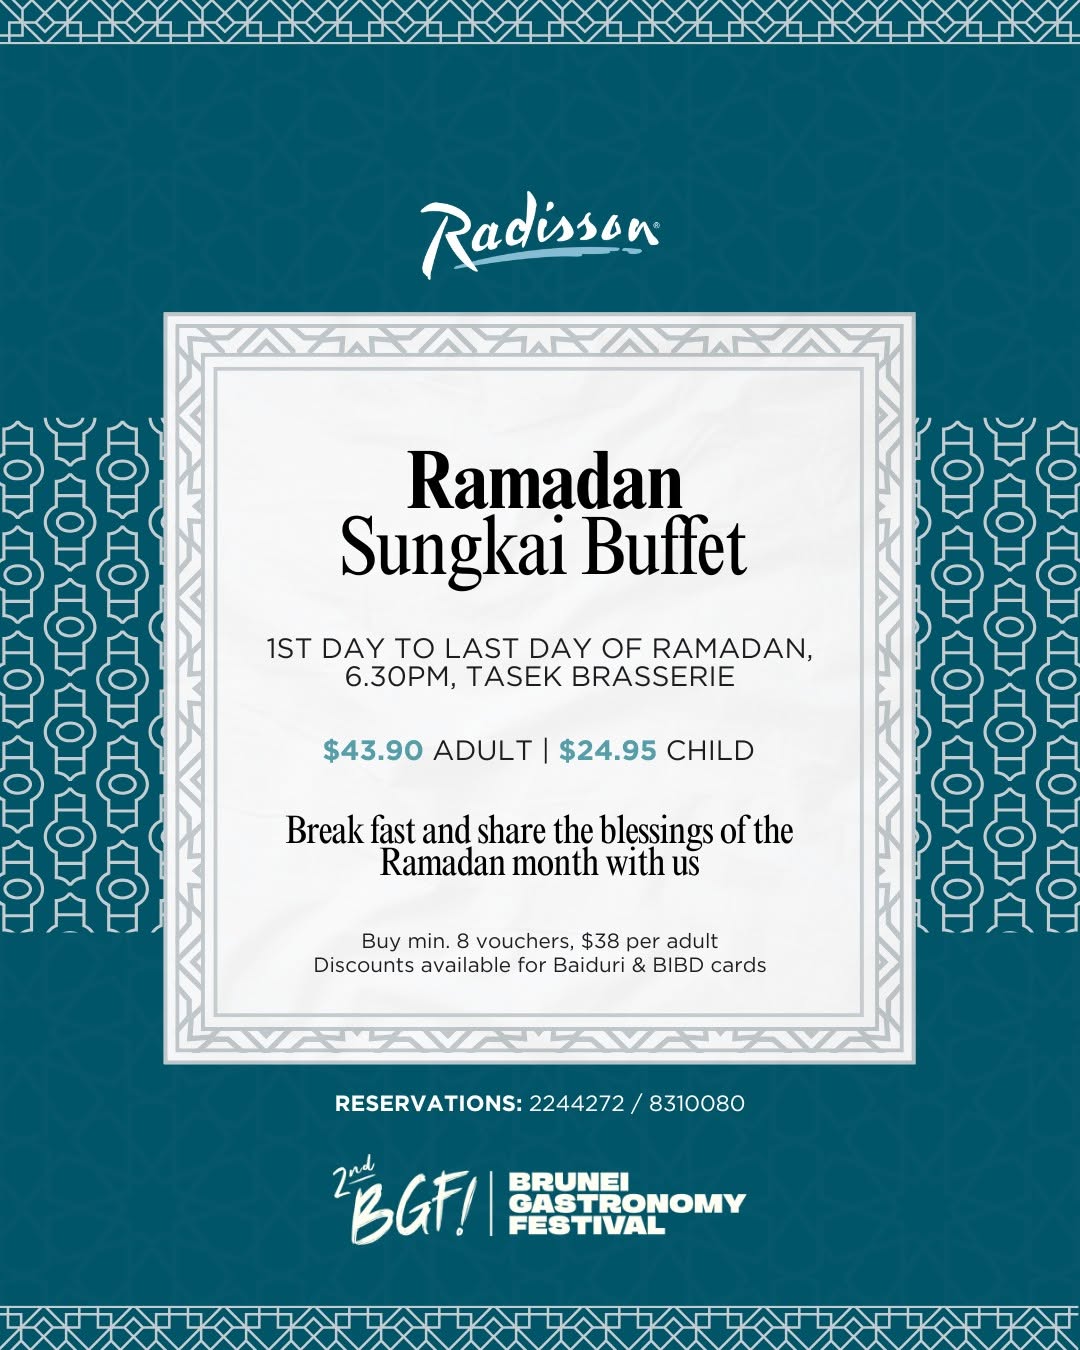 Radisson®
Ramadan
Sungkai Buffet
1ST DAY TO LAST DAY OF RAMADAN,
6.30PM, TASEK BRASSERIE
$43.90 ADULT | $24.95 CHILD
Break fast and share the blessings of the
Ramadan month with us
Buy min. 8 vouchers, $38 per adult
Discounts available for Baiduri & BIBD cards
RESERVATIONS: 2244272 / 8310080
2nd
BGF!
BRUNEI
GASTRONOMY
FESTIVAL